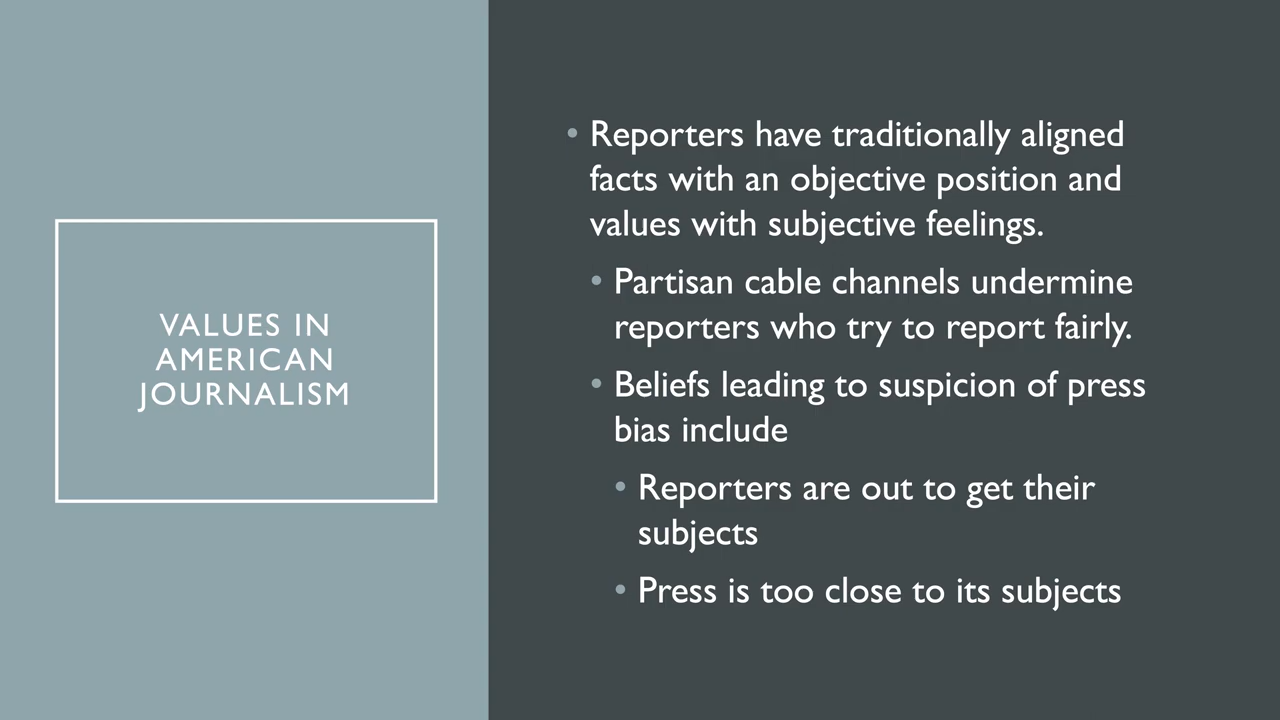 VALUES IN
AMERICAN
JOURNALISM
• Reporters have traditionally aligned
facts with an objective position and
values with subjective feelings.
• Partisan cable channels undermine
reporters who try to report fairly.
• Beliefs leading to suspicion of press
bias include
• Reporters are out to get their
subjects
• Press is too close to its subjects